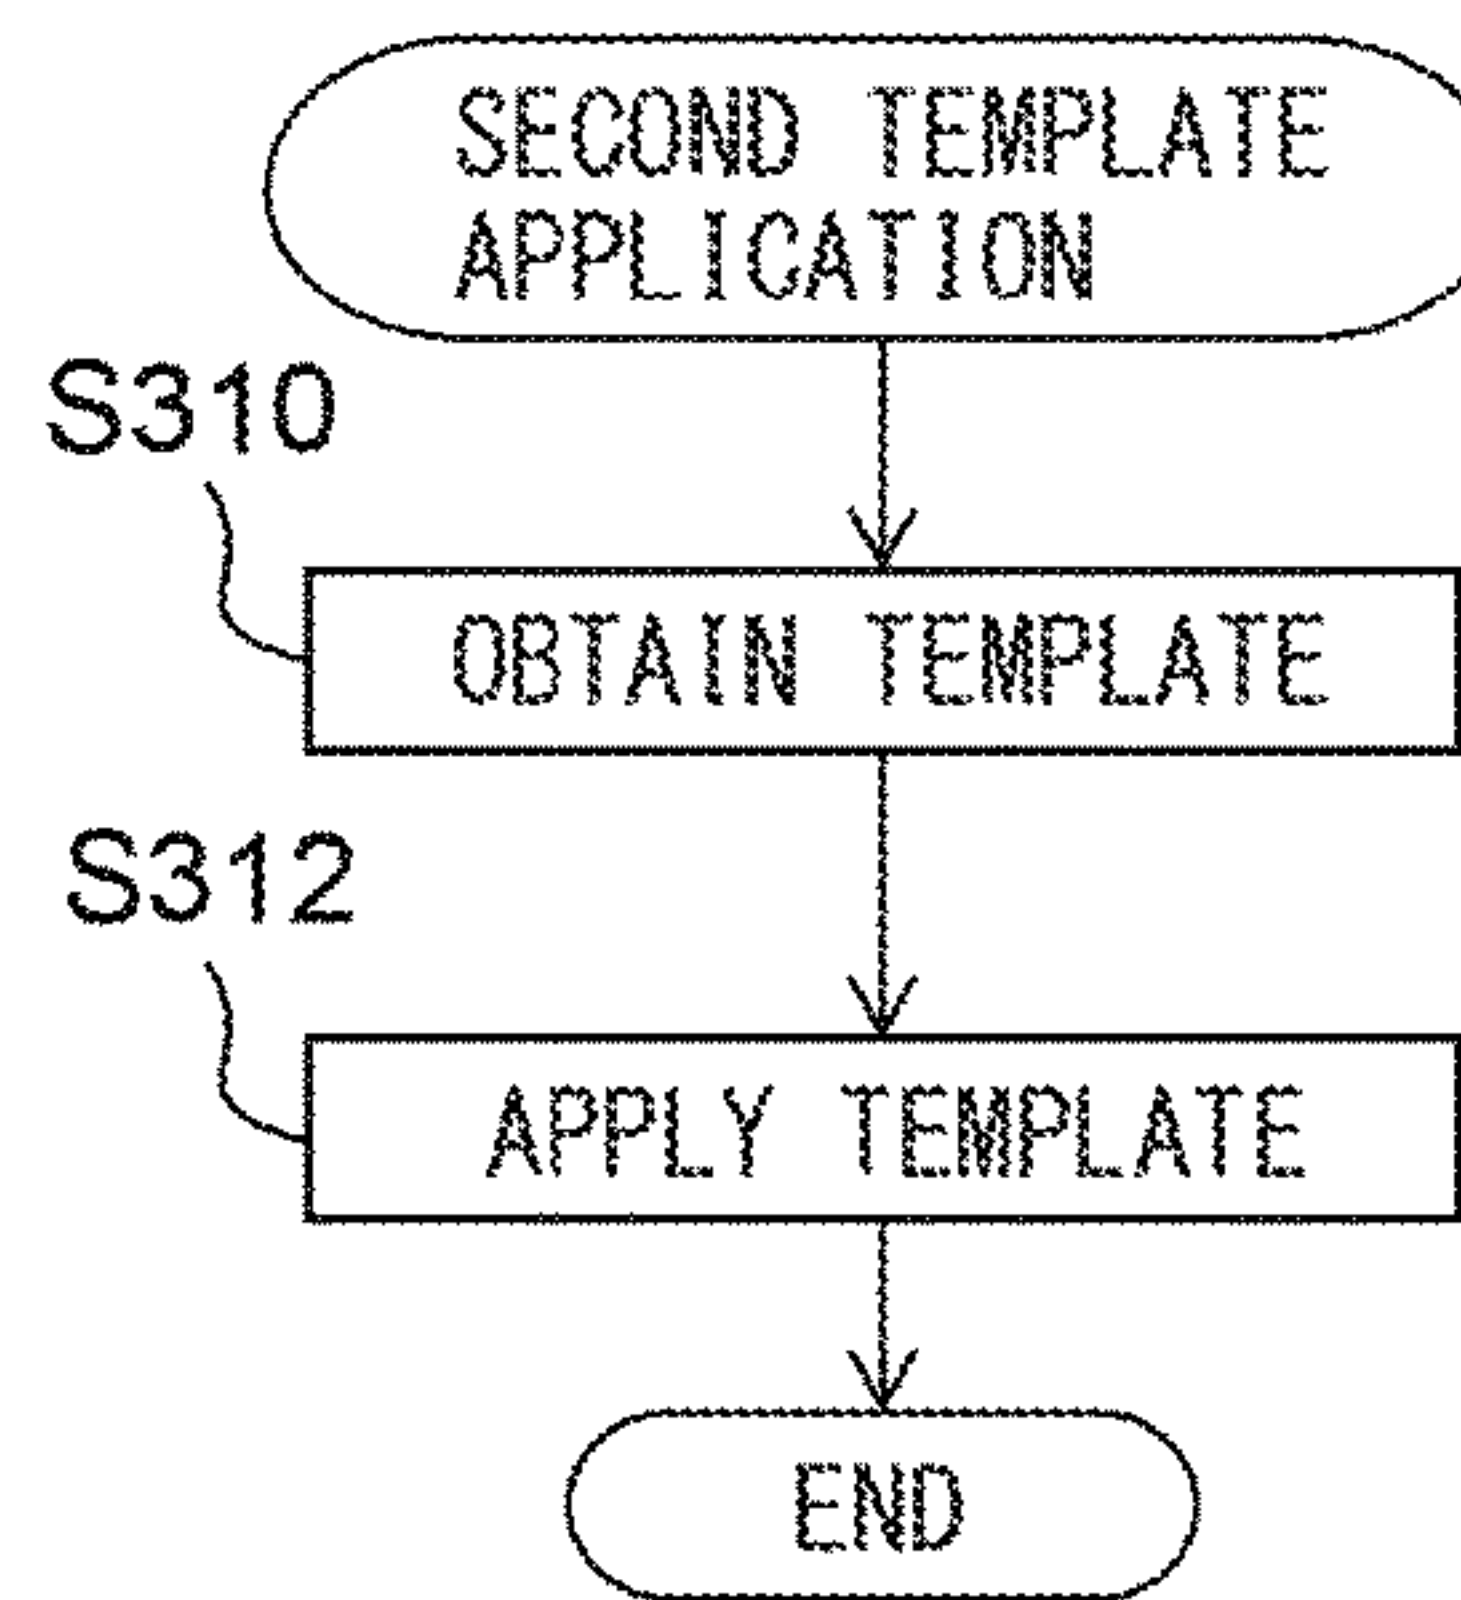 SECOND TEMPLATE
APPLICATION
S310
OBTAIN TEMPLATE
S312
APPLY TEMPLATE
END